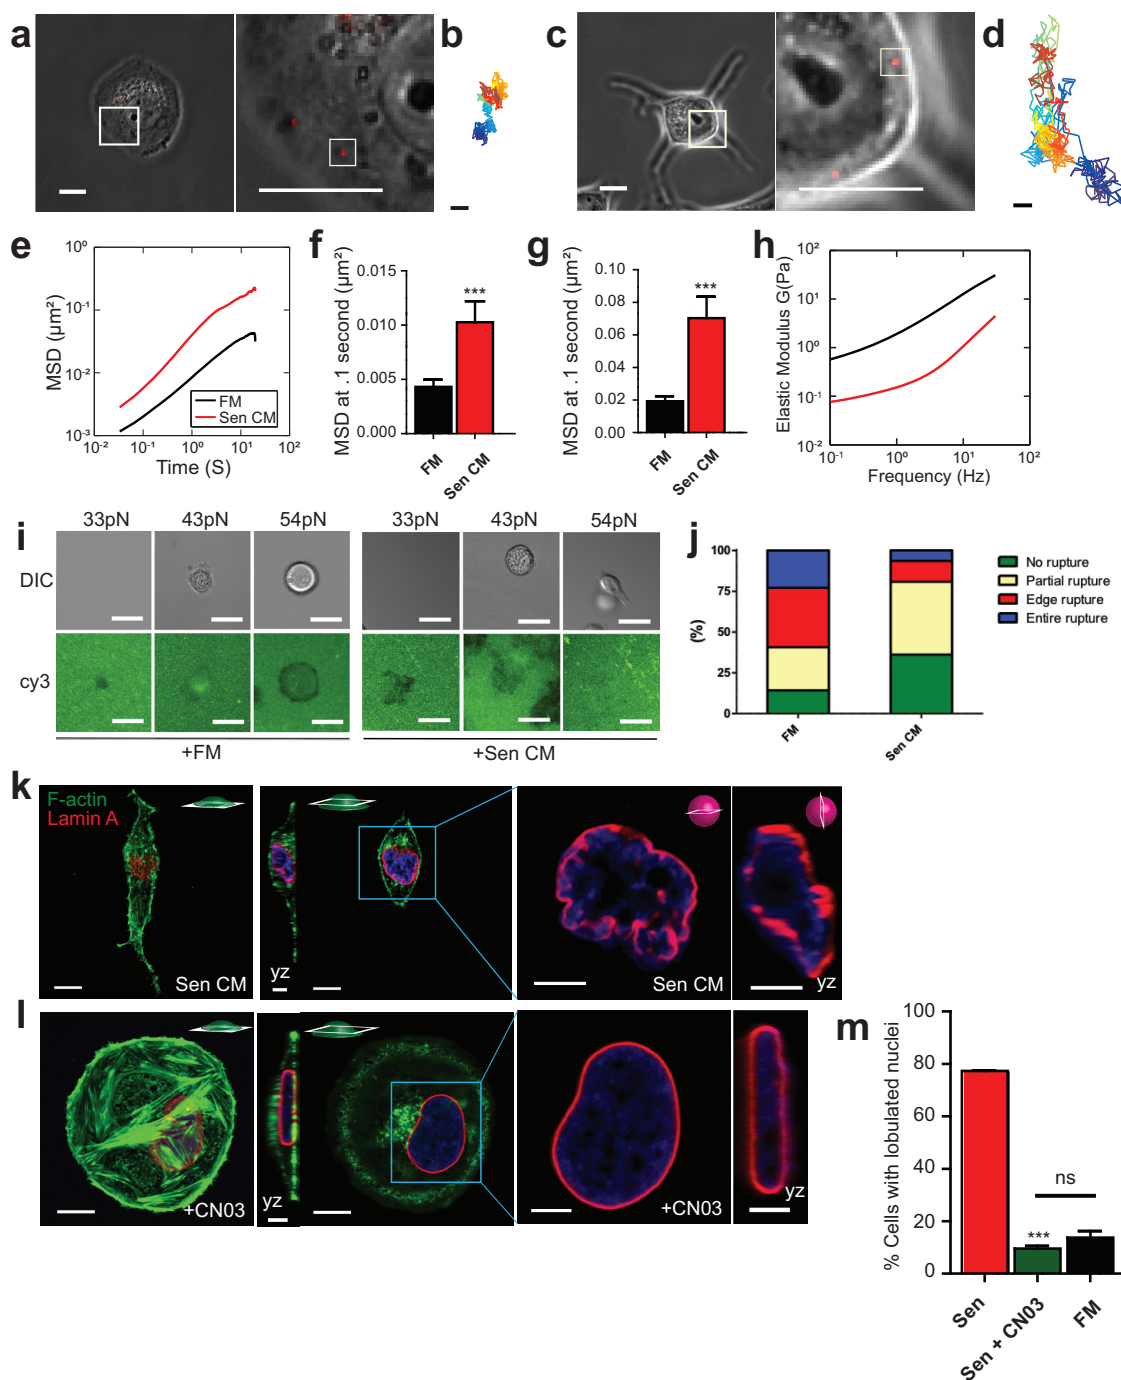 a
b
c
d
e
MSD (µm²)
10⁰
10⁻¹
10⁻²
10⁻³
10⁻²
10⁻¹
10⁰
10¹
10²
Time (S)
FM
Sen CM
f
MSD at .1 second (µm²)
0.015
0.010
0.005
0.000
***
FM
Sen CM
g
MSD at .1 second (µm²)
0.10
0.08
0.06
0.04
0.02
0.00
***
FM
Sen CM
h
Elastic Modulus G(Pa)
10²
10¹
10⁰
10⁻¹
10⁻²
10⁻¹
10⁰
10¹
10²
Frequency (Hz)
i
33pN 43pN 54pN 33pN 43pN 54pN
DIC
cy3
+FM
+Sen CM
j
(%)
100
75
50
25
0
FM
Sen CM
No rupture
Partial rupture
Edge rupture
Entire rupture
k
F-actin
Lamin A
Sen CM
yz
Sen CM
yz
l
yz
+CN03
yz
m
% Cells with lobulated nuclei
100
80
60
40
20
0
***
ns
Sen
Sen + CN03
FM